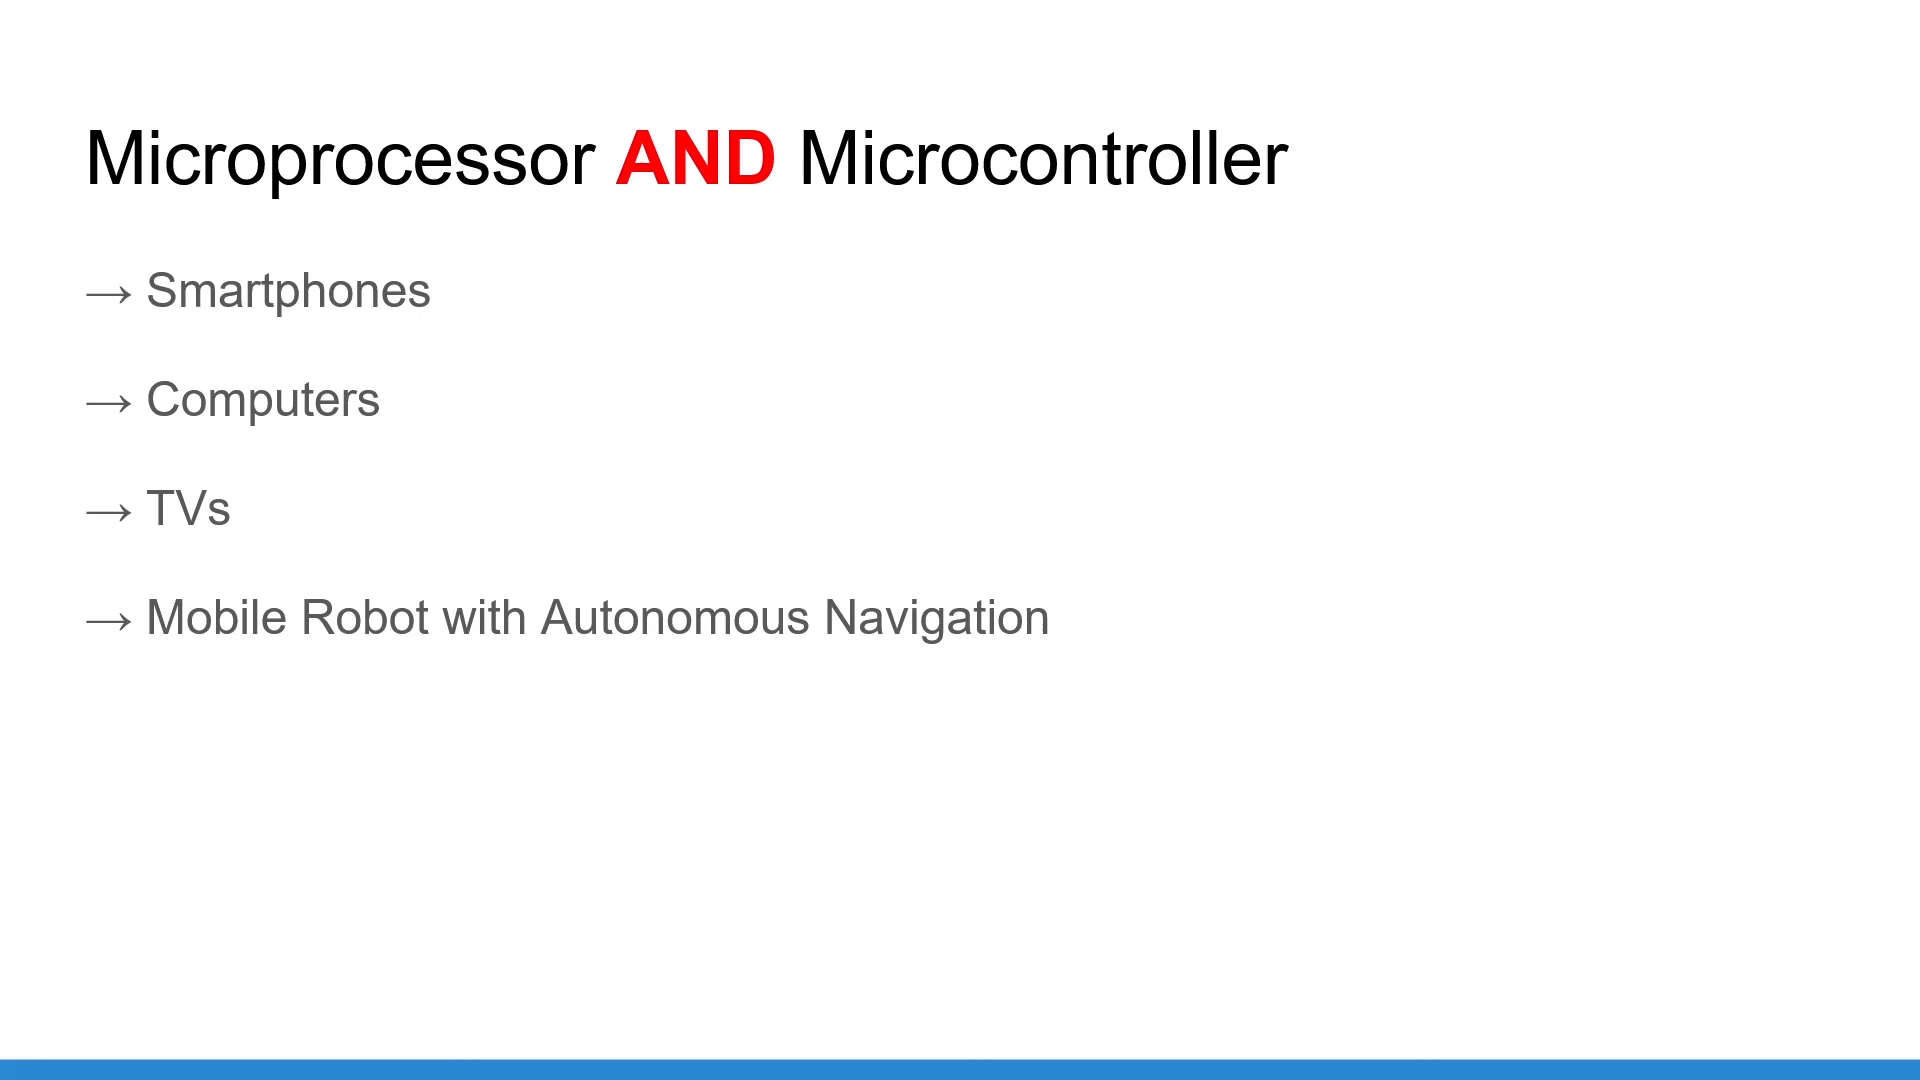 Microprocessor AND Microcontroller
→ Smartphones
→ Computers
→ TVs
→ Mobile Robot with Autonomous Navigation